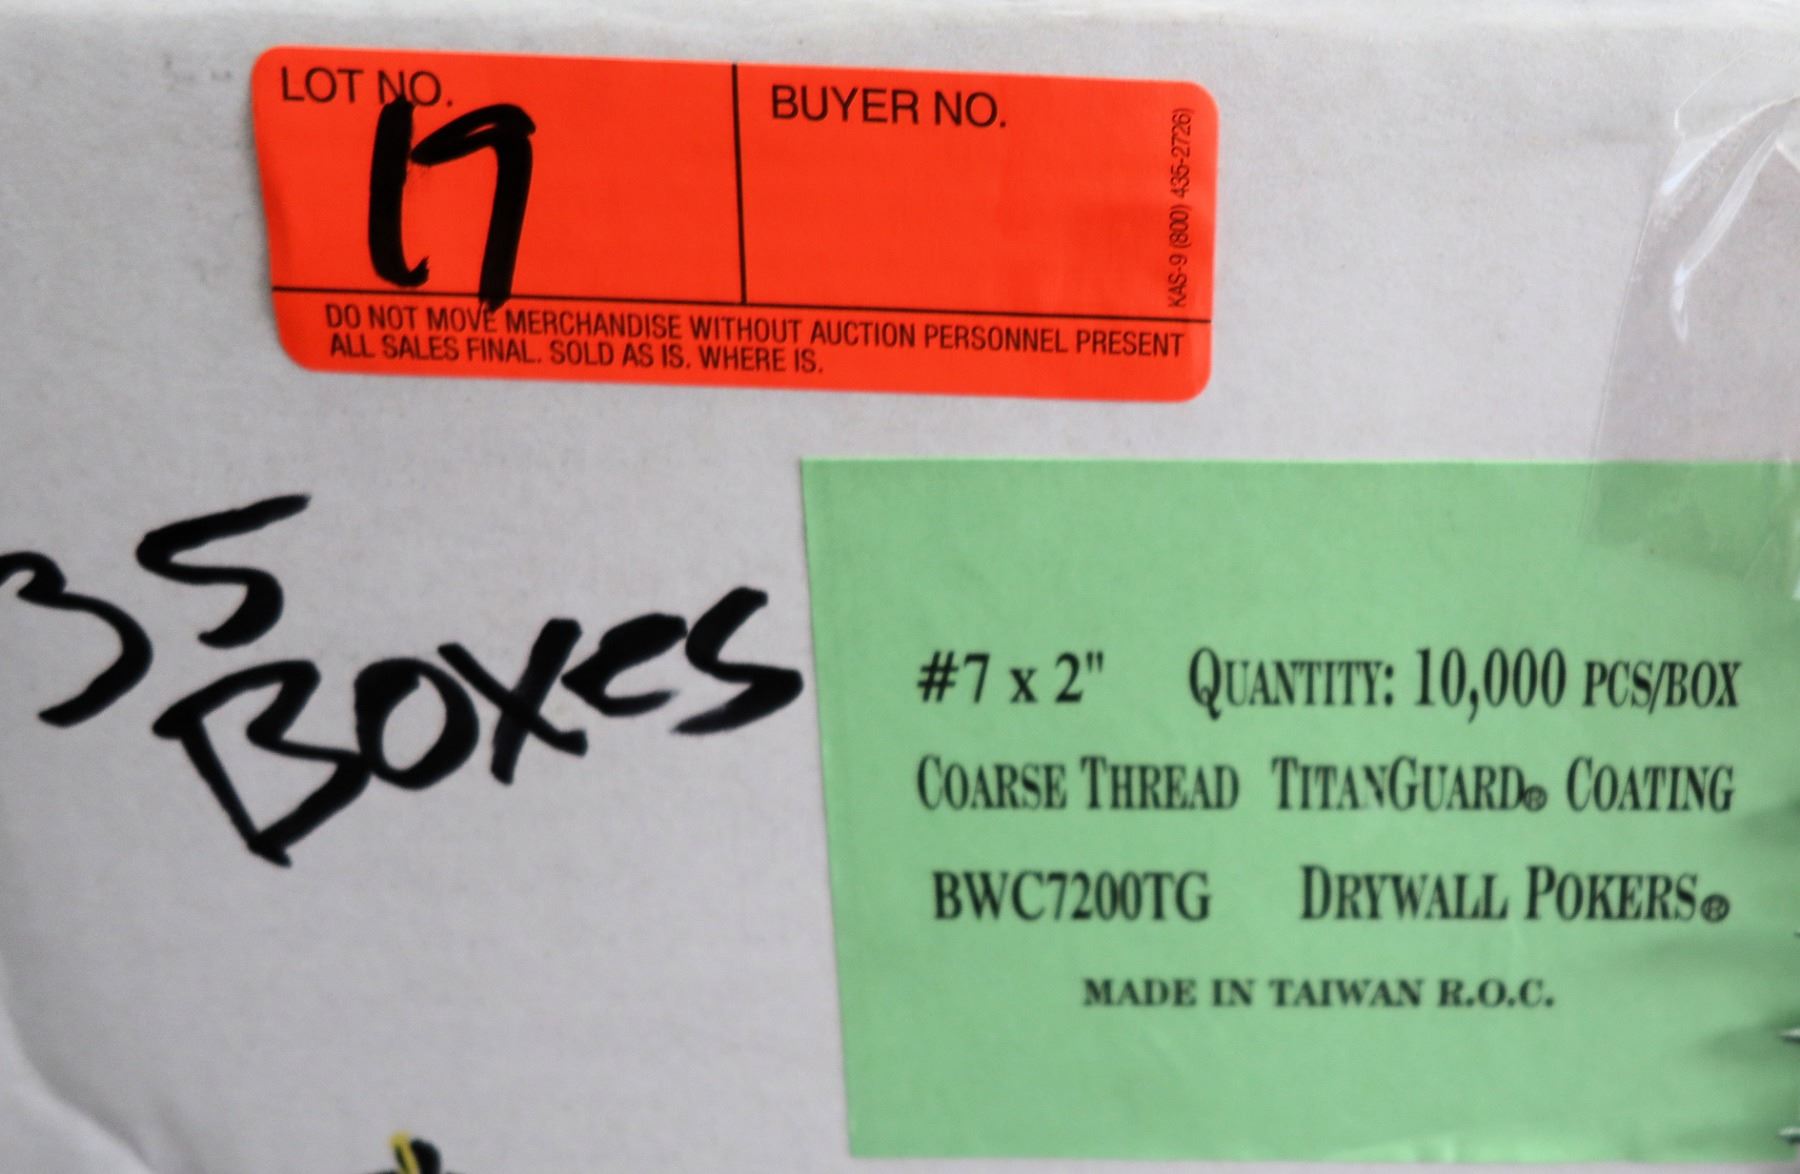 LOT NO.
17
BUYER NO.
KAS-9 (800) 435-2726)
DO NOT MOVE MERCHANDISE WITHOUT AUCTION PERSONNEL PRESENT
ALL SALES FINAL. SOLD AS IS. WHERE IS.
35
BOXES
#7 x 2" QUANTITY: 10,000 PCS/BOX
COARSE THREAD TITANGUARD® COATING
BWC7200TG DRYWALL POKERS®
MADE IN TAIWAN R.O.C.